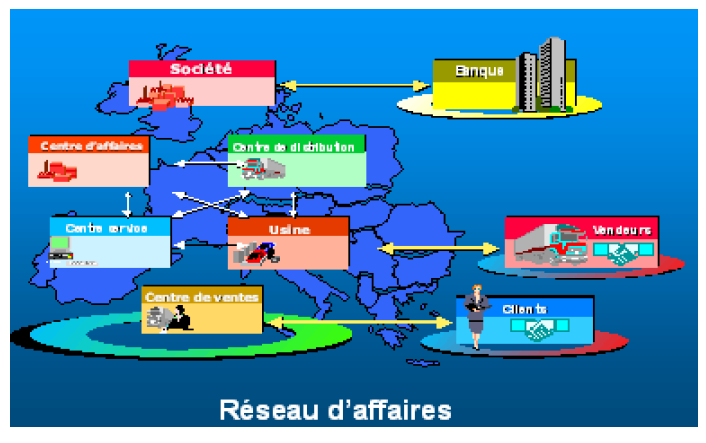 Société
Banque
Centre d'affaires
Centre de distribution
Centre service
Usine
Vendeurs
Centre de ventes
Clients
Réseau d'affaires